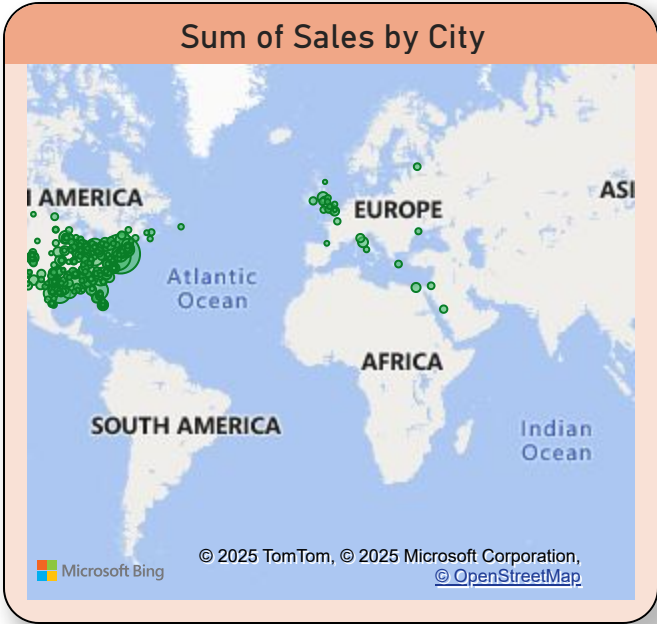 Sum of Sales by City
N AMERICA
EUROPE
ASI
Atlantic
Ocean
AFRICA
SOUTH AMERICA
Indian
Ocean
© 2025 TomTom, © 2025 Microsoft Corporation,
Microsoft Bing
© OpenStreetMap